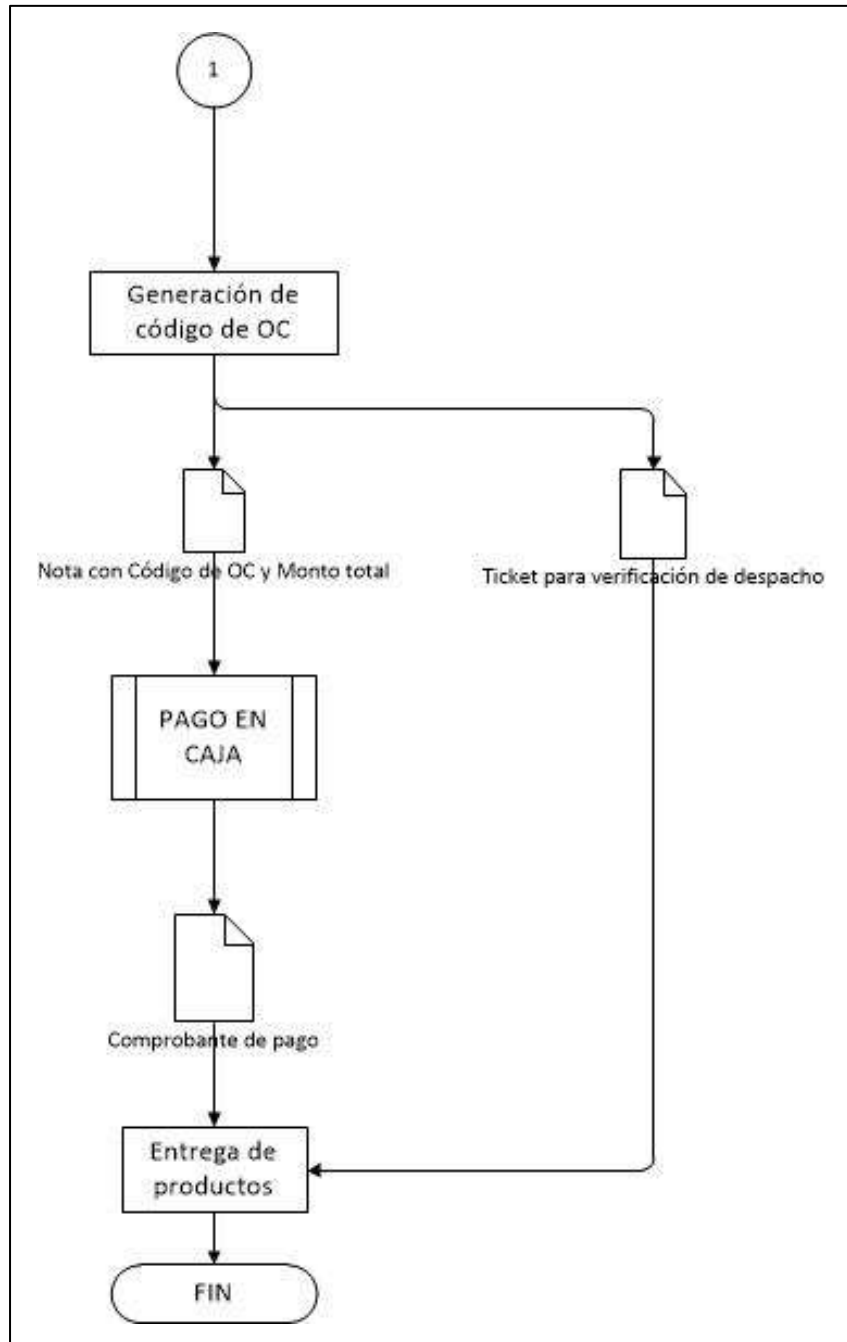 1
Generación de
código de OC
Nota con Código de OC y Monto total
Ticket para verificación de despacho
PAGO EN
CAJA
Comprobante de pago
Entrega de
productos
FIN